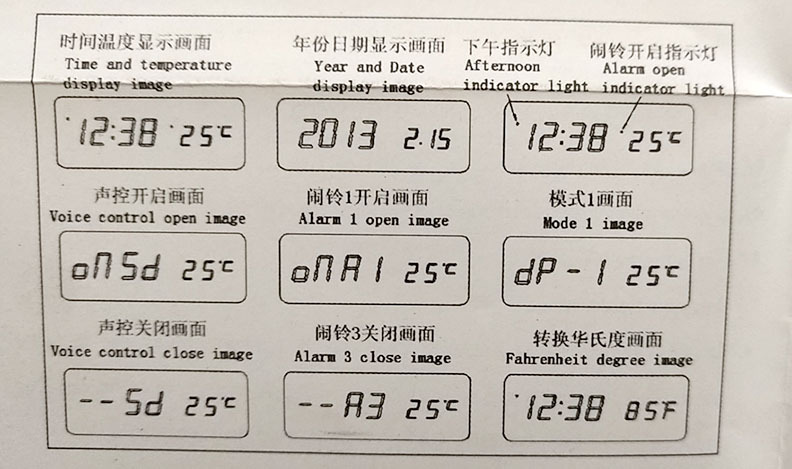 时间温度显示画面
Time and temperature
display image
12:38 25℃
年份日期显示画面
Year and Date
display image
2013 2.15
下午指示灯
Afternoon
indicator light
闹铃开启指示灯
Alarm open
indicator light
12:38 25℃
声控开启画面
Voice control open image
on Sd 25℃
闹铃1开启画面
Alarm 1 open image
on A1 25℃
模式1画面
Mode 1 image
dP-1 25℃
声控关闭画面
Voice control close image
--Sd 25℃
闹铃3关闭画面
Alarm 3 close image
--A3 25℃
转换华氏度画面
Fahrenheit degree image
12:38 85F